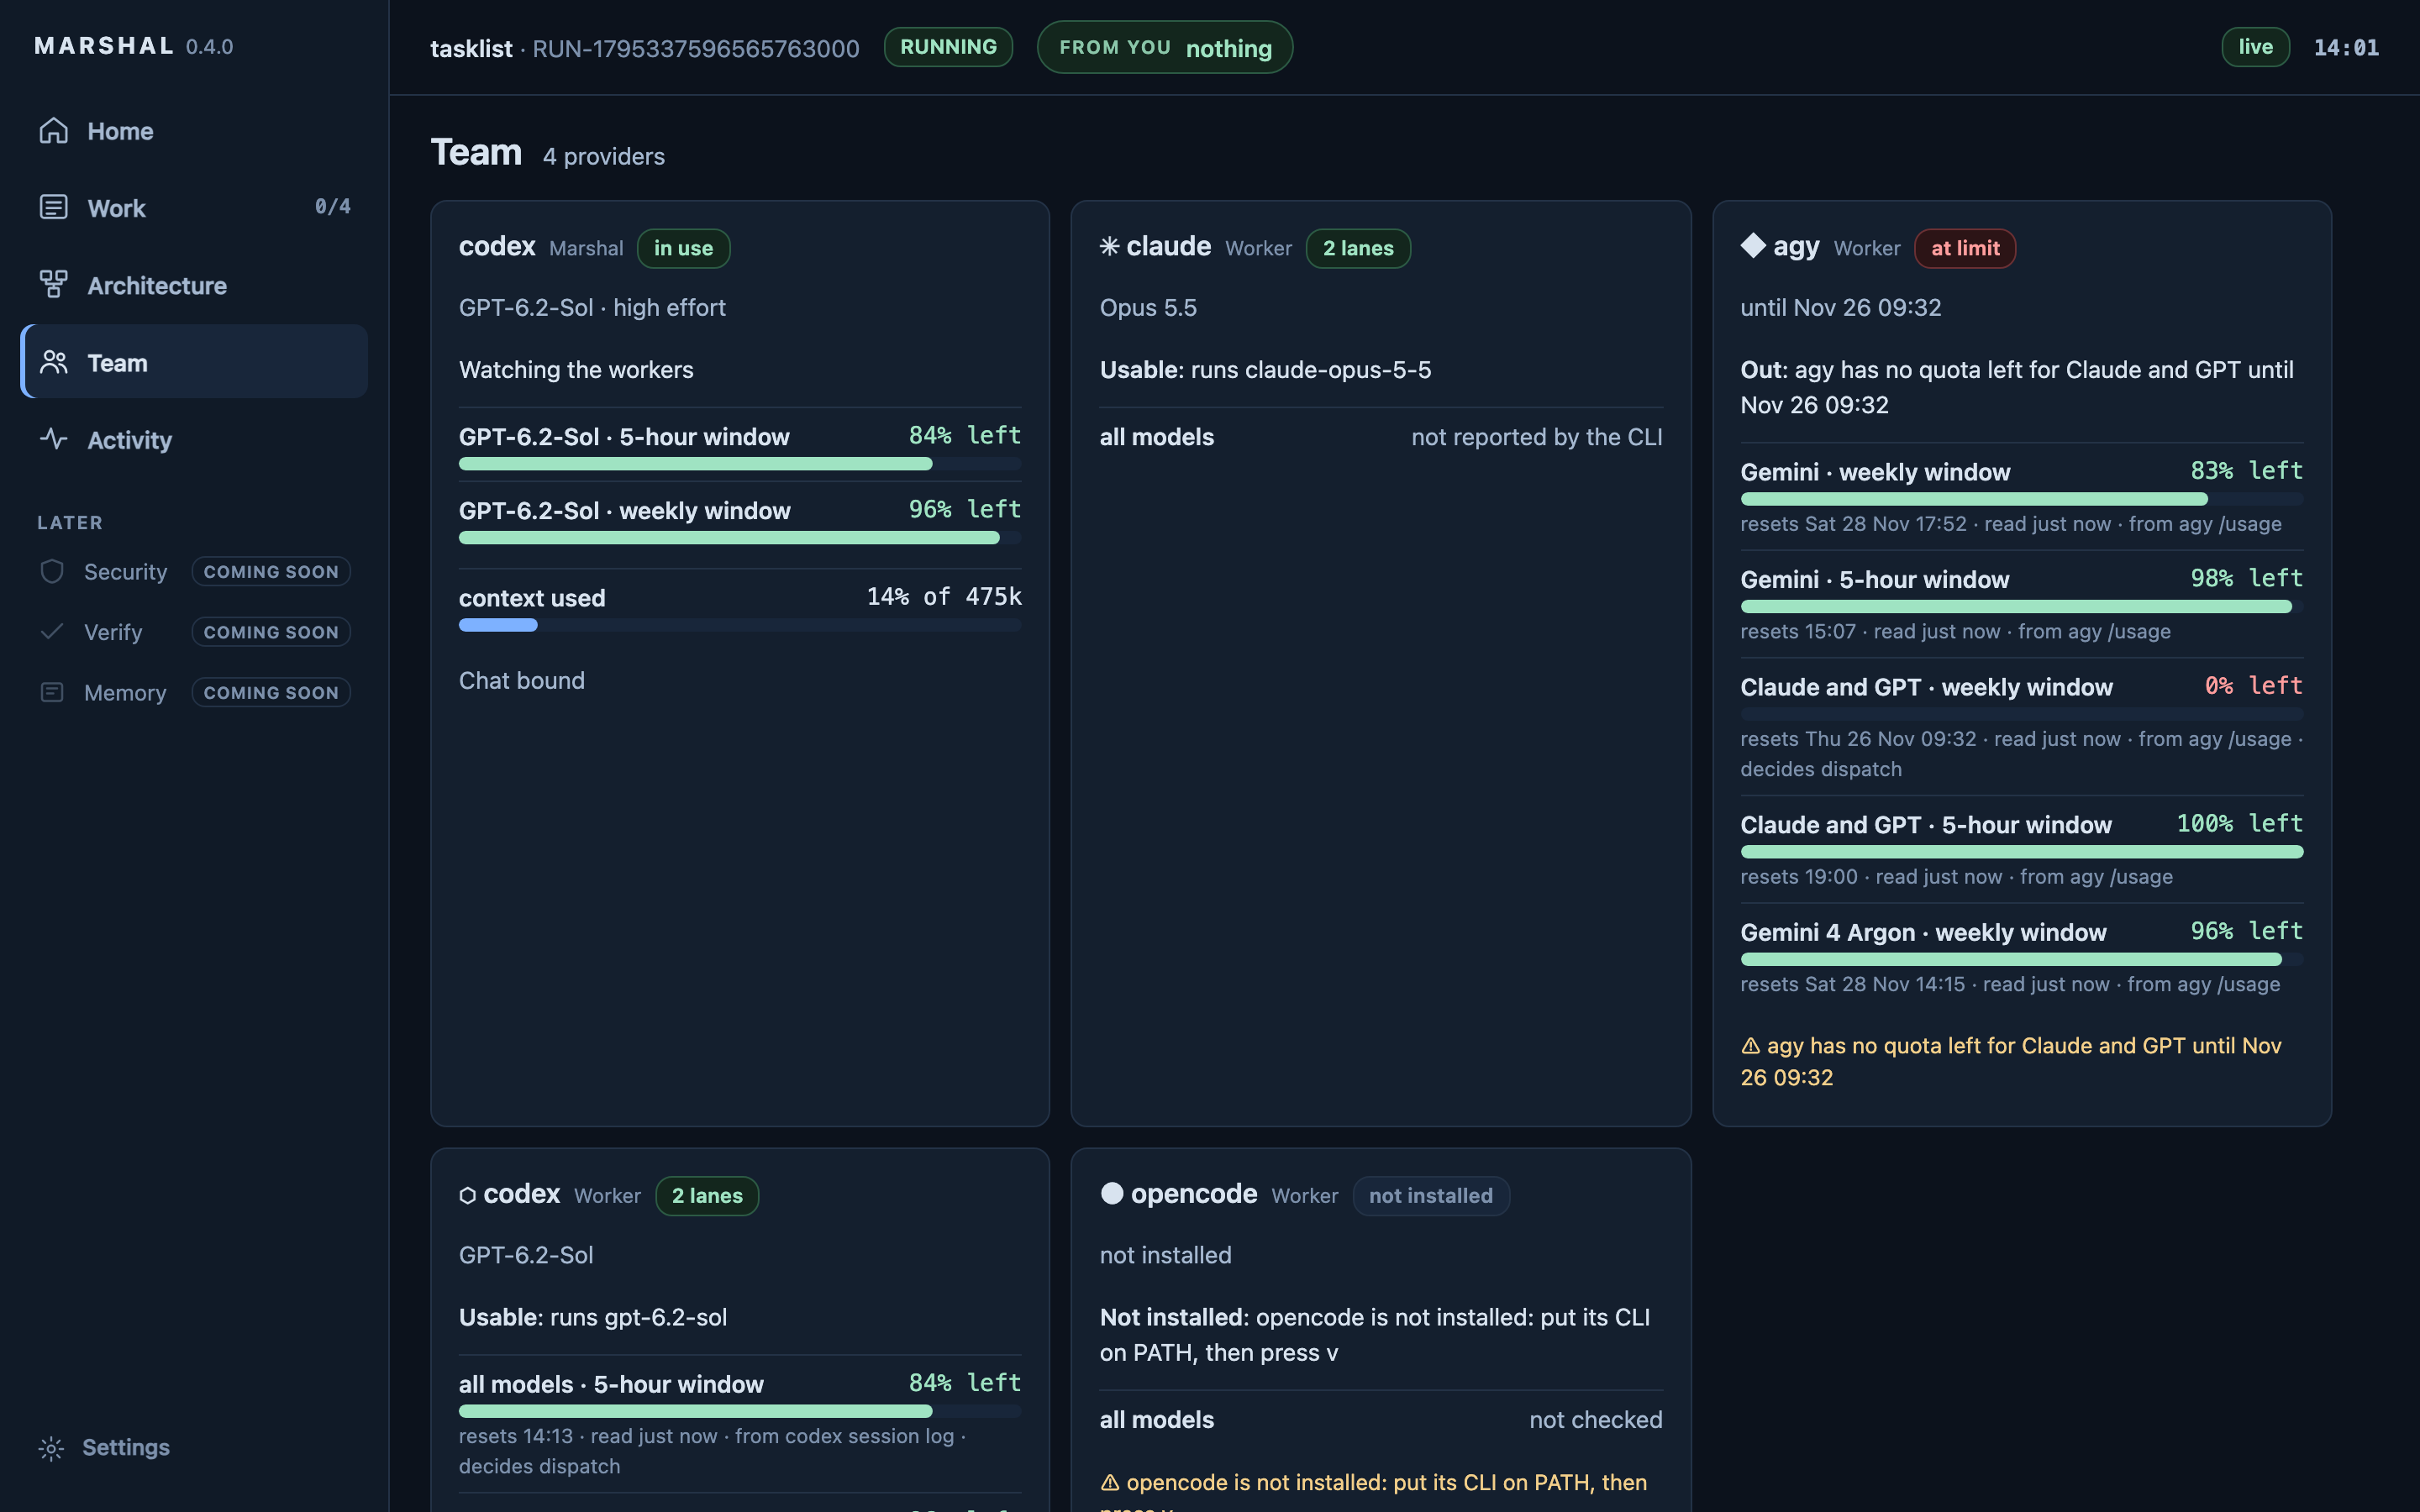 MARSHAL 0.4.0
Home
Work 0/4
Architecture
Team
Activity
LATER
Security COMING SOON
Verify COMING SOON
Memory COMING SOON
Settings
tasklist · RUN-1795337596565763000 RUNNING FROM YOU nothing live 14:01
Team 4 providers
codex Marshal in use
GPT-6.2-Sol · high effort
Watching the workers
GPT-6.2-Sol · 5-hour window 84% left
GPT-6.2-Sol · weekly window 96% left
context used 14% of 475k
Chat bound
claude Worker 2 lanes
Opus 5.5
Usable: runs claude-opus-5-5
all models not reported by the CLI
agy Worker at limit
until Nov 26 09:32
Out: agy has no quota left for Claude and GPT until
Nov 26 09:32
Gemini · weekly window 83% left
resets Sat 28 Nov 17:52 · read just now · from agy /usage
Gemini · 5-hour window 98% left
resets 15:07 · read just now · from agy /usage
Claude and GPT · weekly window 0% left
resets Thu 26 Nov 09:32 · read just now · from agy /usage ·
decides dispatch
Claude and GPT · 5-hour window 100% left
resets 19:00 · read just now · from agy /usage
Gemini 4 Argon · weekly window 96% left
resets Sat 28 Nov 14:15 · read just now · from agy /usage
⚠ agy has no quota left for Claude and GPT until Nov
26 09:32
codex Worker 2 lanes
GPT-6.2-Sol
Usable: runs gpt-6.2-sol
all models · 5-hour window 84% left
resets 14:13 · read just now · from codex session log ·
decides dispatch
opencode Worker not installed
not installed
Not installed: opencode is not installed: put its CLI
on PATH, then press v
all models not checked
⚠ opencode is not installed: put its CLI on PATH, then